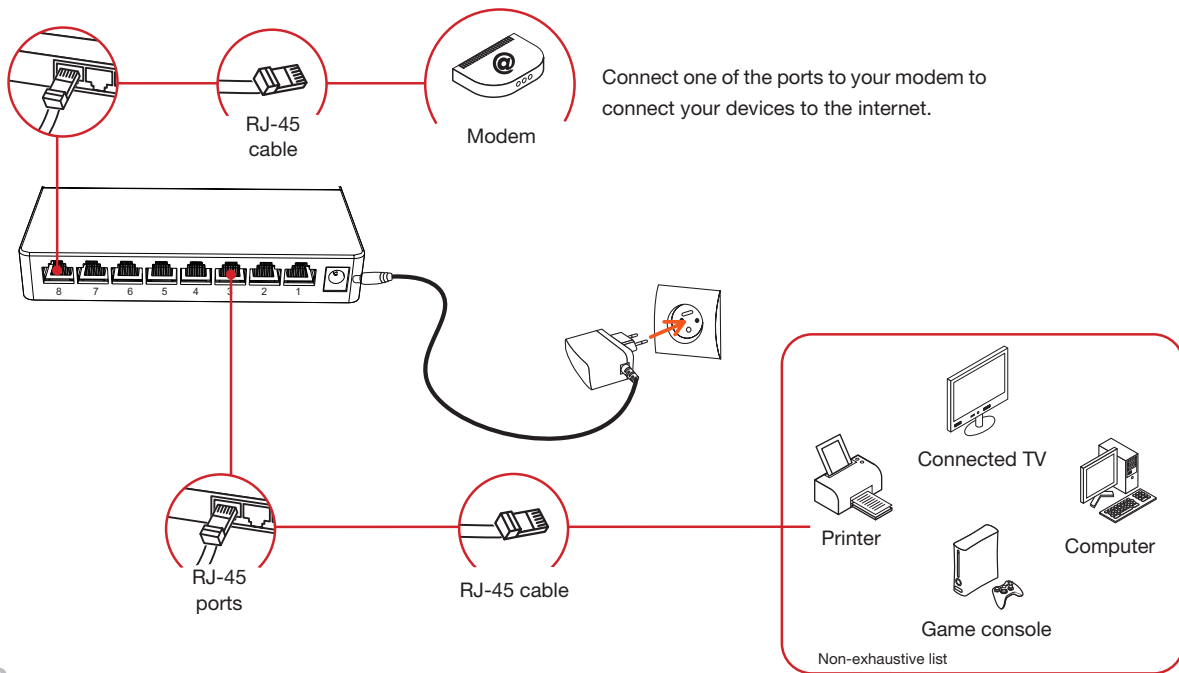 Connect one of the ports to your modem to
connect your devices to the internet.
RJ-45
cable
@
Modem
8 7 6 5 4 3 2 1
Connected TV
Printer
Computer
RJ-45
ports
RJ-45 cable
Game console
Non-exhaustive list